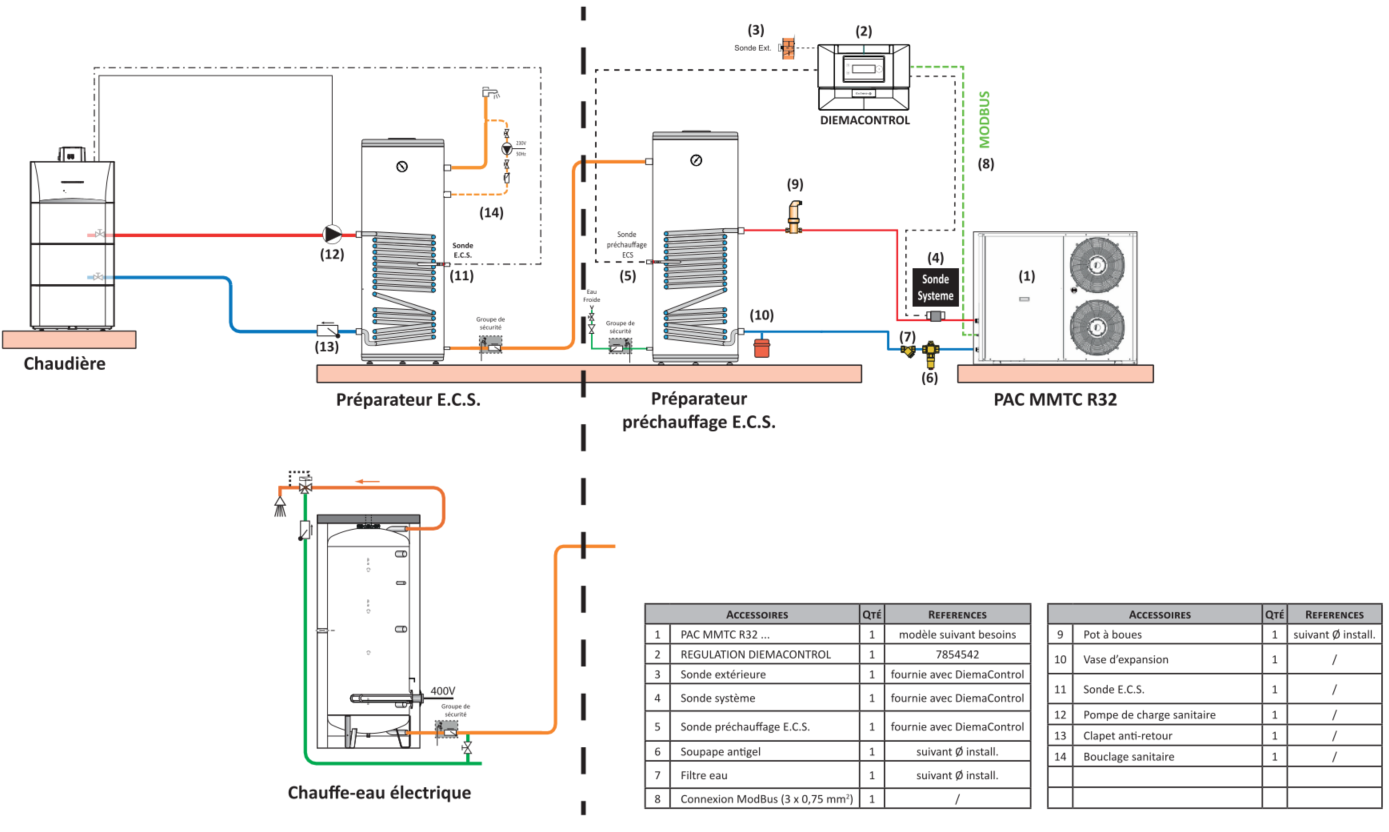 (3)
Sonde Ext.
(2)
DIEMACONTROL
MODBUS
(8)
230V
50Hz
(14)
(9)
(12)
Sonde
E.C.S.
(11)
Sonde
préchauffage
ECS
(5)
(4)
Sonde
Systeme
(1)
Eau
Froide
(13)
Groupe de
sécurité
Groupe de
sécurité
(10)
(7)
(6)
Chaudière
Préparateur E.C.S.
Préparateur
préchauffage E.C.S.
PAC MMTC R32
400V
Groupe de
sécurité
Chauffe-eau électrique
ACCESSOIRES QTÉ REFERENCES
1 PAC MMTC R32 ... 1 modèle suivant besoins
2 REGULATION DIEMACONTROL 1 7854542
3 Sonde extérieure 1 fournie avec DiemaControl
4 Sonde système 1 fournie avec DiemaControl
5 Sonde préchauffage E.C.S. 1 fournie avec DiemaControl
6 Soupape antigel 1 suivant Ø install.
7 Filtre eau 1 suivant Ø install.
8 Connexion ModBus (3 x 0,75 mm²) 1 /
ACCESSOIRES QTÉ REFERENCES
9 Pot à boues 1 suivant Ø install.
10 Vase d’expansion 1 /
11 Sonde E.C.S. 1 /
12 Pompe de charge sanitaire 1 /
13 Clapet anti-retour 1 /
14 Bouclage sanitaire 1 /